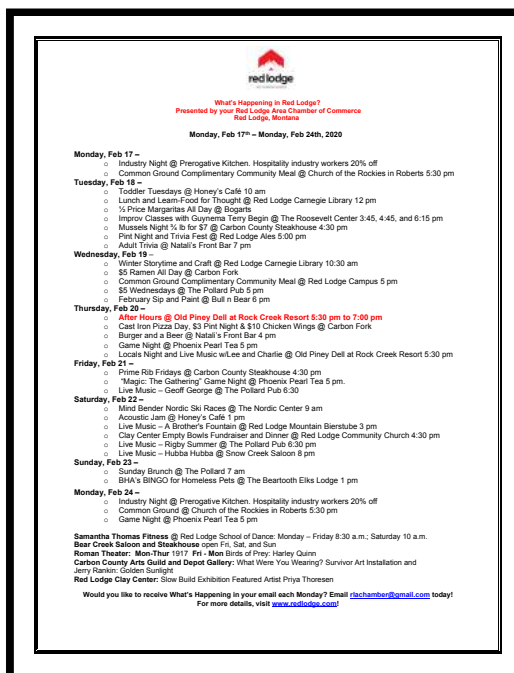 red lodge
What's Happening in Red Lodge?
Presented by your Red Lodge Area Chamber of Commerce
Red Lodge, Montana
Monday, Feb 17th – Monday, Feb 24th, 2020
Monday, Feb 17 –
o Industry Night @ Prerogative Kitchen. Hospitality industry workers 20% off
o Common Ground Complimentary Community Meal @ Church of the Rockies in Roberts 5:30 pm
Tuesday, Feb 18 –
o Toddler Tuesdays @ Honey's Café 10 am
o Lunch and Learn-Food for Thought @ Red Lodge Carnegie Library 12 pm
o ½ Price Margaritas All Day @ Bogarts
o Improv Classes with Guynema Terry Begin @ The Roosevelt Center 3:45, 4:45, and 6:15 pm
o Mussels Night ¾ lb for $7 @ Carbon County Steakhouse 4:30 pm
o Pint Night and Trivia Fest @ Red Lodge Ales 5:00 pm
o Adult Trivia @ Natali's Front Bar 7 pm
Wednesday, Feb 19 –
o Winter Storytime and Craft @ Red Lodge Carnegie Library 10:30 am
o $5 Ramen All Day @ Carbon Fork
o Common Ground Complimentary Community Meal @ Red Lodge Campus 5 pm
o $5 Wednesdays @ The Pollard Pub 5 pm
o February Sip and Paint @ Bull n Bear 6 pm
Thursday, Feb 20 –
o After Hours @ Old Piney Dell at Rock Creek Resort 5:30 pm to 7:00 pm
o Cast Iron Pizza Day, $3 Pint Night & $10 Chicken Wings @ Carbon Fork
o Burger and a Beer @ Natali's Front Bar 4 pm
o Game Night @ Phoenix Pearl Tea 5 pm
o Locals Night and Live Music w/Lee and Charlie @ Old Piney Dell at Rock Creek Resort 5:30 pm
Friday, Feb 21 –
o Prime Rib Fridays @ Carbon County Steakhouse 4:30 pm
o "Magic: The Gathering" Game Night @ Phoenix Pearl Tea 5 pm.
o Live Music – Geoff George @ The Pollard Pub 6:30
Saturday, Feb 22 –
o Mind Bender Nordic Ski Races @ The Nordic Center 9 am
o Acoustic Jam @ Honey's Café 1 pm
o Live Music – A Brother's Fountain @ Red Lodge Mountain Bierstube 3 pm
o Clay Center Empty Bowls Fundraiser and Dinner @ Red Lodge Community Church 4:30 pm
o Live Music – Rigby Summer @ The Pollard Pub 6:30 pm
o Live Music – Hubba Hubba @ Snow Creek Saloon 8 pm
Sunday, Feb 23 –
o Sunday Brunch @ The Pollard 7 am
o BHA's BINGO for Homeless Pets @ The Beartooth Elks Lodge 1 pm
Monday, Feb 24 –
o Industry Night @ Prerogative Kitchen. Hospitality industry workers 20% off
o Common Ground @ Church of the Rockies in Roberts 5:30 pm
o Game Night @ Phoenix Pearl Tea 5 pm
Samantha Thomas Fitness @ Red Lodge School of Dance: Monday – Friday 8:30 a.m.; Saturday 10 a.m.
Bear Creek Saloon and Steakhouse open Fri, Sat, and Sun
Roman Theater: Mon-Thur 1917 Fri - Mon Birds of Prey: Harley Quinn
Carbon County Arts Guild and Depot Gallery: What Were You Wearing? Survivor Art Installation and
Jerry Rankin: Golden Sunlight
Red Lodge Clay Center: Slow Build Exhibition Featured Artist Priya Thoresen
Would you like to receive What's Happening in your email each Monday? Email rlachamber@gmail.com today!
For more details, visit www.redlodge.com!